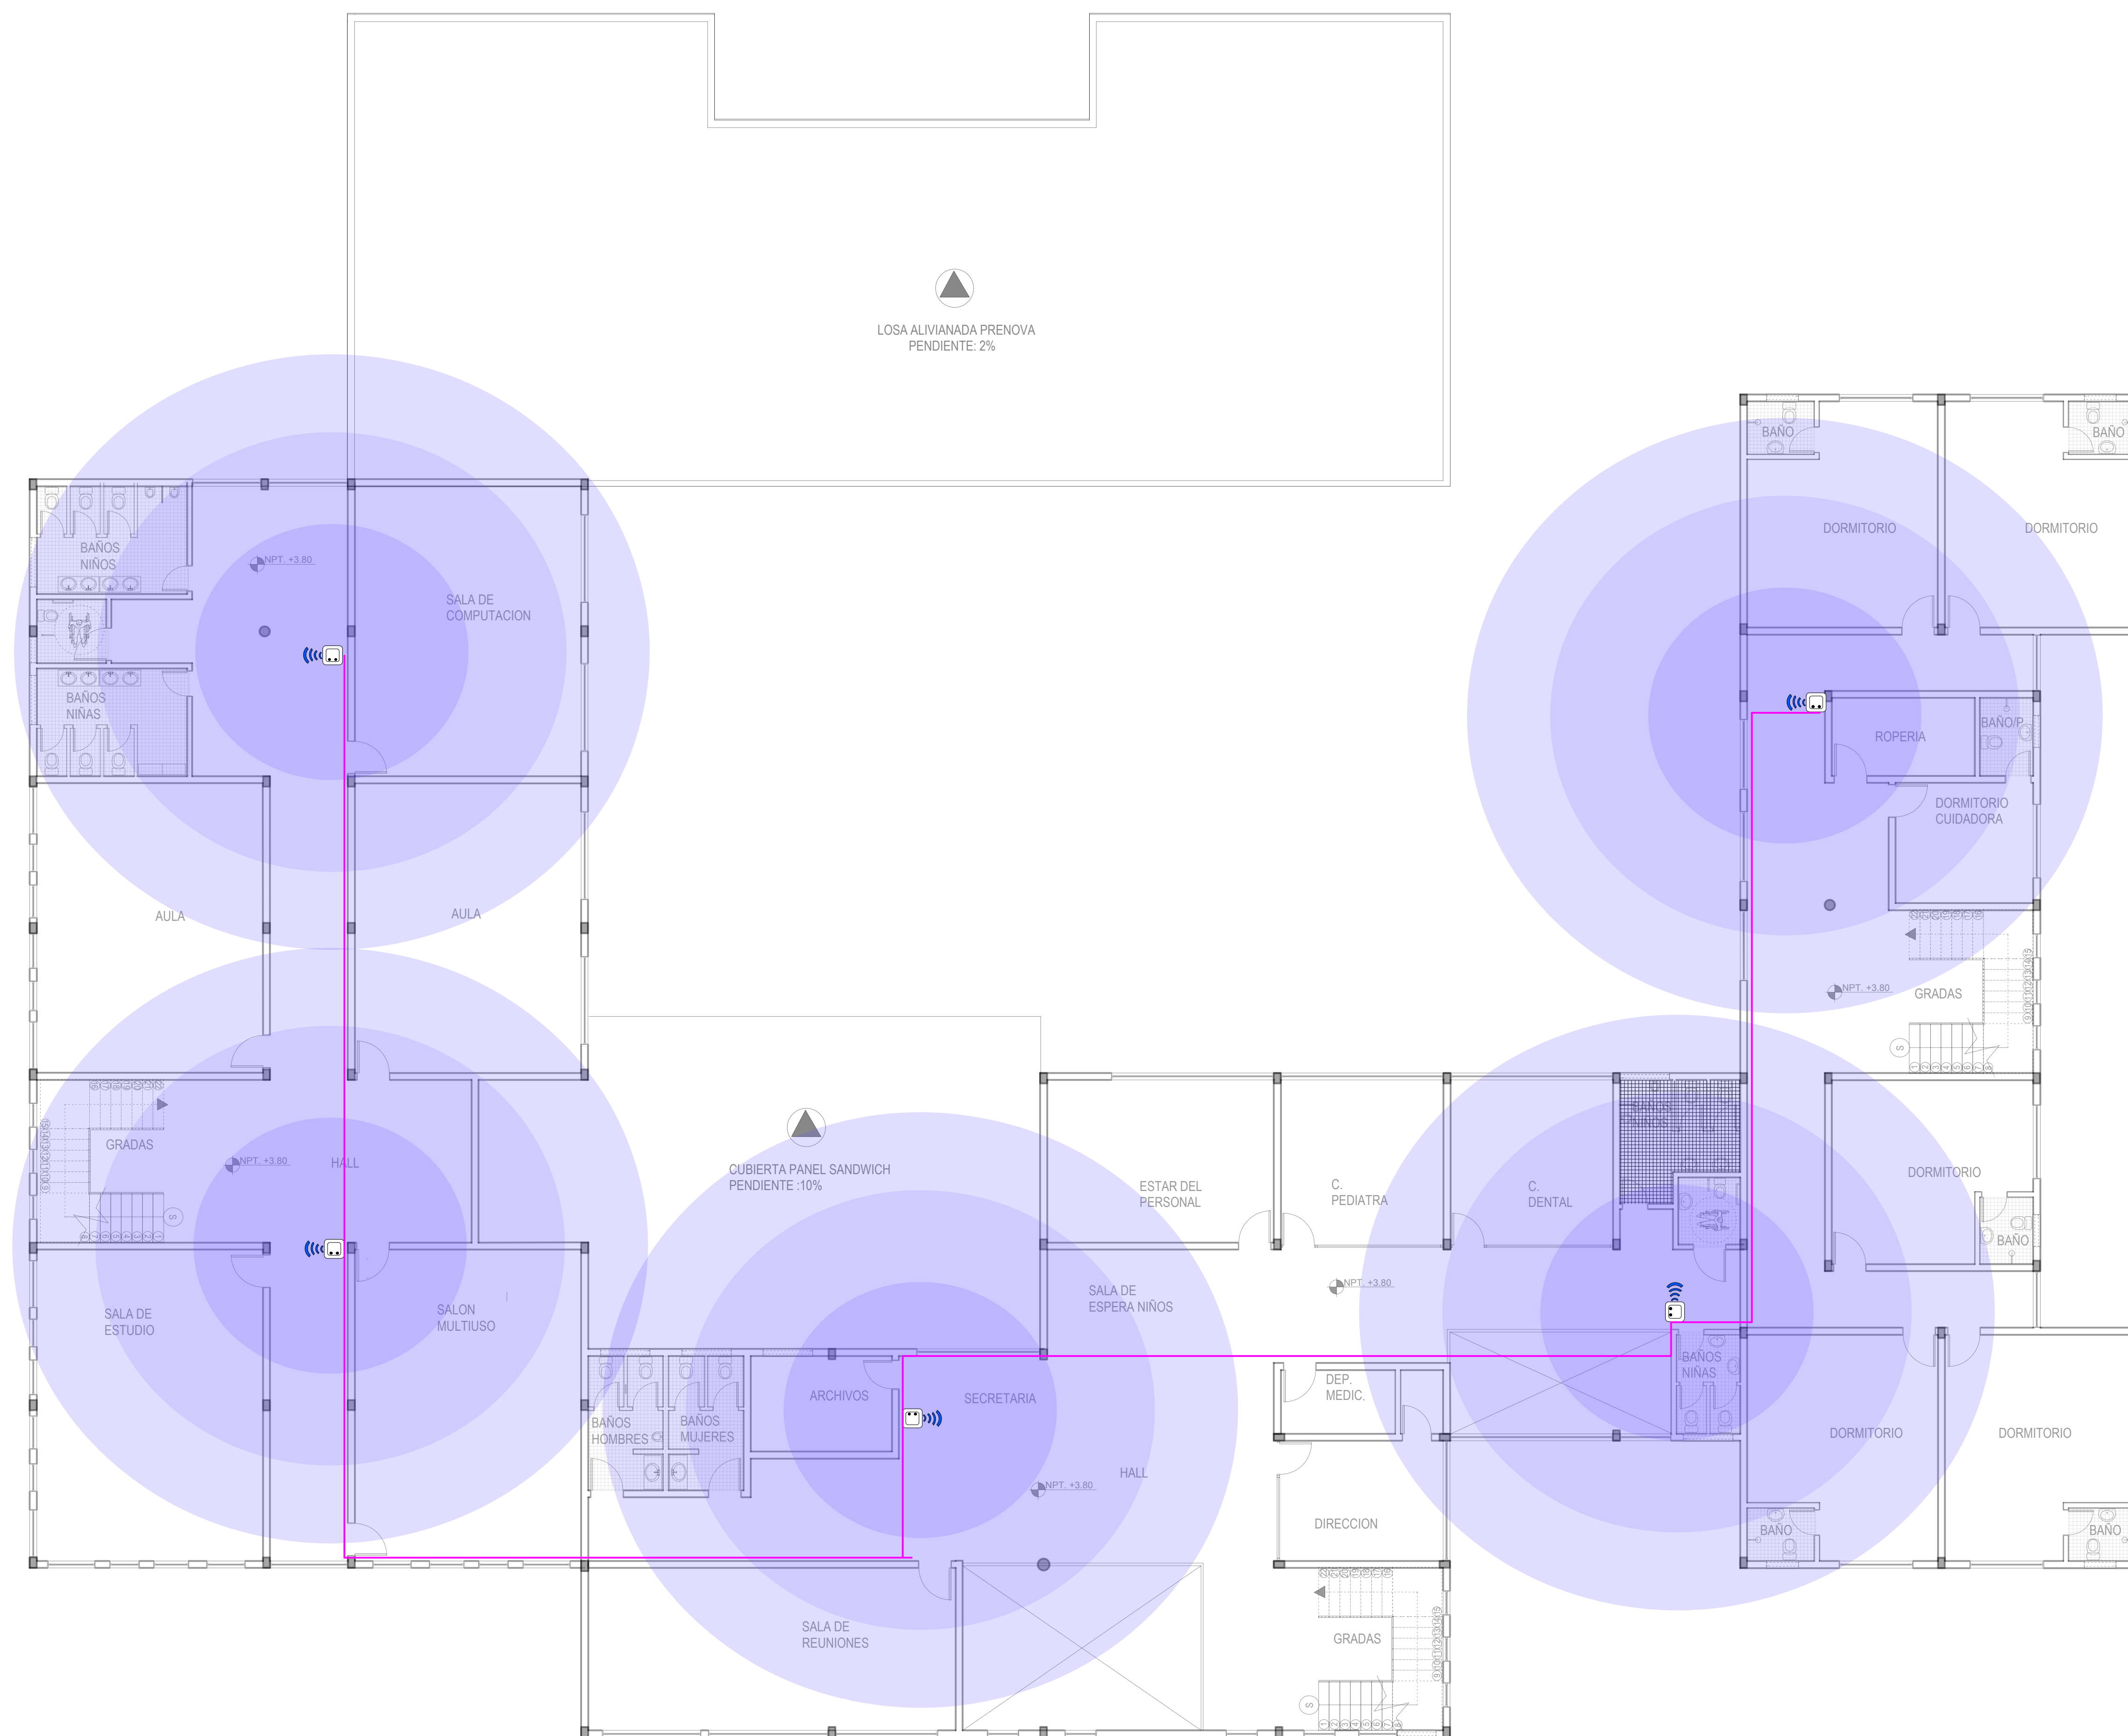 LOSA ALIVIANADA PRENOVA
PENDIENTE: 2%
BAÑO
BAÑO
DORMITORIO
DORMITORIO
BAÑOS
NIÑOS
NPT. +3.80
SALA DE
COMPUTACION
BAÑOS
NIÑAS
BAÑO/P
ROPERIA
DORMITORIO
CUIDADORA
AULA
AULA
NPT. +3.80
GRADAS
S
BAÑOS
NIÑOS
GRADAS
S
NPT. +3.80
HALL
CUBIERTA PANEL SANDWICH
PENDIENTE :10%
ESTAR DEL
PERSONAL
C.
PEDIATRA
C.
DENTAL
DORMITORIO
BAÑO
NPT. +3.80
SALA DE
ESPERA NIÑOS
SALA DE
ESTUDIO
SALON
MULTIUSO
BAÑOS
NIÑAS
DEP.
MEDIC.
ARCHIVOS
SECRETARIA
BAÑOS
HOMBRES
BAÑOS
MUJERES
DORMITORIO
DORMITORIO
HALL
NPT. +3.80
DIRECCION
BAÑO
BAÑO
SALA DE
REUNIONES
GRADAS
S